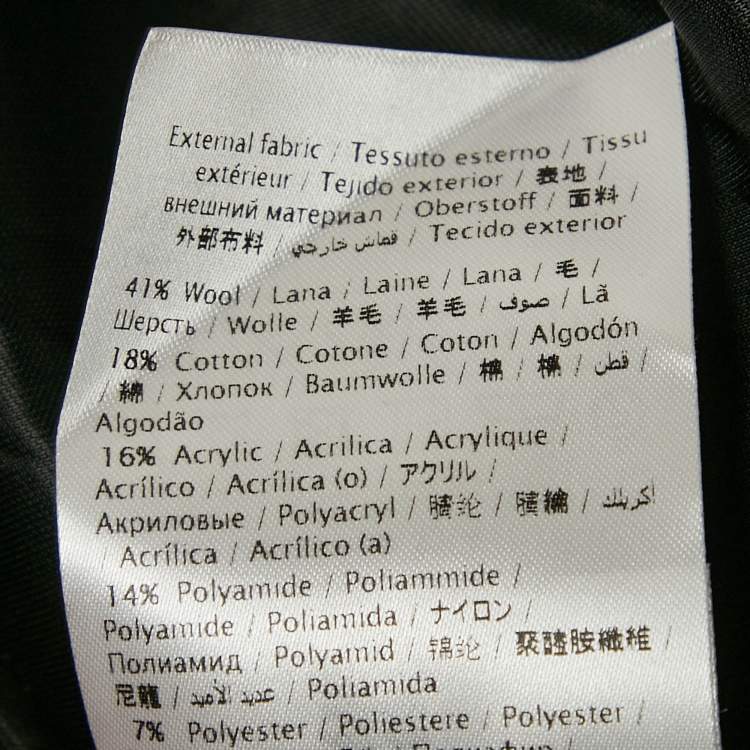 External fabric / Tessuto esterno / Tissu
extérieur / Tejido exterior / 表地 /
внешний материал / Oberstoff / 面料 /
外部布料 / قماش خارجي / Tecido exterior
41% Wool / Lana / Laine / Lana / 毛 /
Шерсть / Wolle / 羊毛 / 羊毛 / صوف / Lã
18% Cotton / Cotone / Coton / Algodón
/ 綿 / Хлопок / Baumwolle / 棉 / 棉 / قطن /
Algodão
16% Acrylic / Acrilica / Acrylique /
Acrílico / Acrílica (o) / アクリル /
Акриловые / Polyacryl / 腈纶 / 腈綸 / أكريلك
/ Acrílica / Acrílico (a)
14% Polyamide / Poliammide /
Polyamide / Poliamida / ナイロン /
Полиамид / Polyamid / 锦纶 / 聚醯胺纖維 /
尼龍 / عديد الأميد / Poliamida
7% Polyester / Poliestere / Polyester /